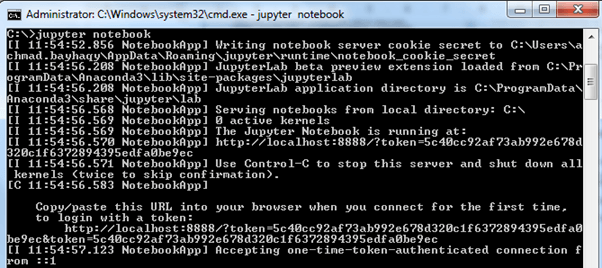 Administrator: C:\Windows\system32\cmd.exe - jupyter notebook
C:\>jupyter notebook
[I 11:54:52.856 NotebookApp] Writing notebook server cookie secret to C:\Users\a
chmad.bayhaqy\AppData\Roaming\jupyter\runtime\notebook_cookie_secret
[I 11:54:56.208 NotebookApp] JupyterLab beta preview extension loaded from C:\Pr
ogramData\Anaconda3\lib\site-packages\jupyterlab
[I 11:54:56.208 NotebookApp] JupyterLab application directory is C:\ProgramData\
Anaconda3\share\jupyter\lab
[I 11:54:56.568 NotebookApp] Serving notebooks from local directory: C:\
[I 11:54:56.569 NotebookApp] 0 active kernels
[I 11:54:56.569 NotebookApp] The Jupyter Notebook is running at:
[I 11:54:56.570 NotebookApp] http://localhost:8888/?token=5c40cc92af73ab992e678d
320c1f6372894395edfa0be9ec
[I 11:54:56.571 NotebookApp] Use Control-C to stop this server and shut down all
kernels (twice to skip confirmation).
[C 11:54:56.583 NotebookApp]
Copy/paste this URL into your browser when you connect for the first time,
to login with a token:
http://localhost:8888/?token=5c40cc92af73ab992e678d320c1f6372894395edfa0
be9ec&token=5c40cc92af73ab992e678d320c1f6372894395edfa0be9ec
[I 11:54:57.123 NotebookApp] Accepting one-time-token-authenticated connection f
rom ::1